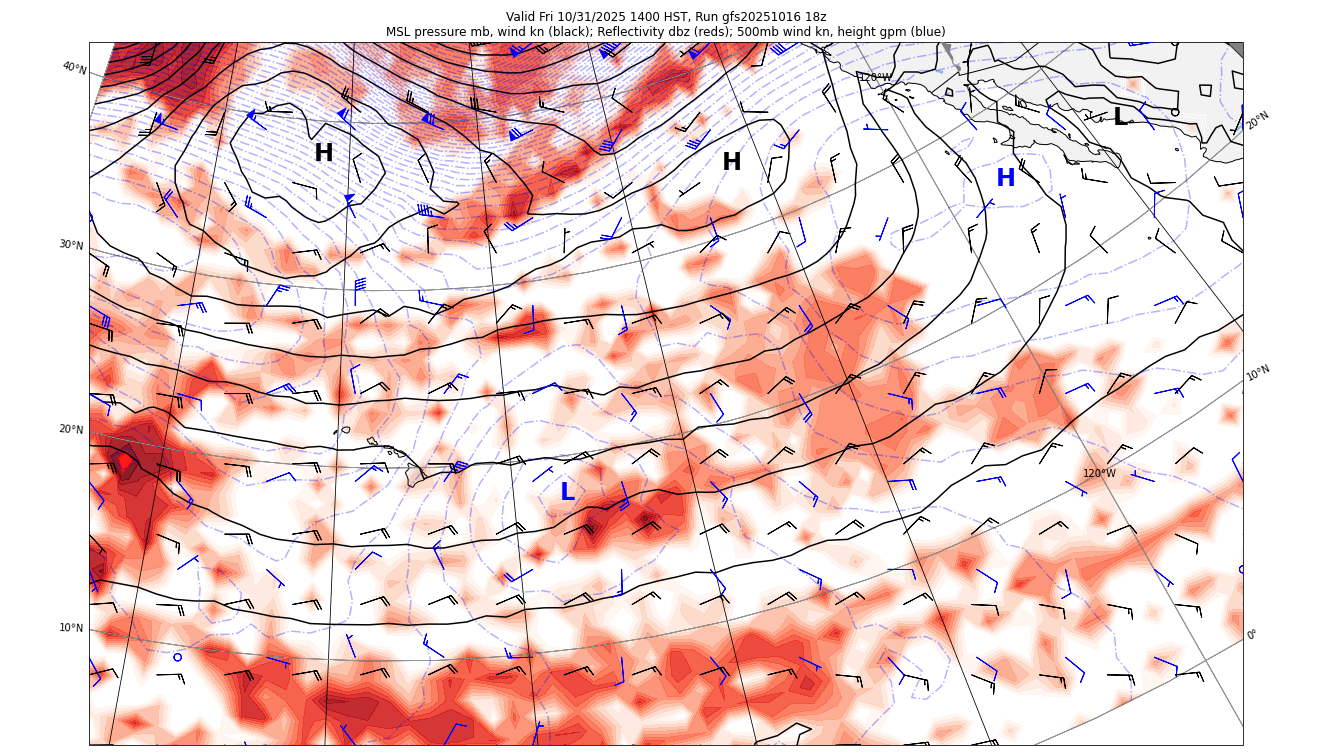 Valid Fri 10/31/2025 1400 HST, Run gfs20251016 18z
MSL pressure mb, wind kn (black); Reflectivity dbz (reds); 500mb wind kn, height gpm (blue)
40°N
120°W
20°N
L
H
H
H
30°N
10°N
20°N
120°W
L
10°N
0°